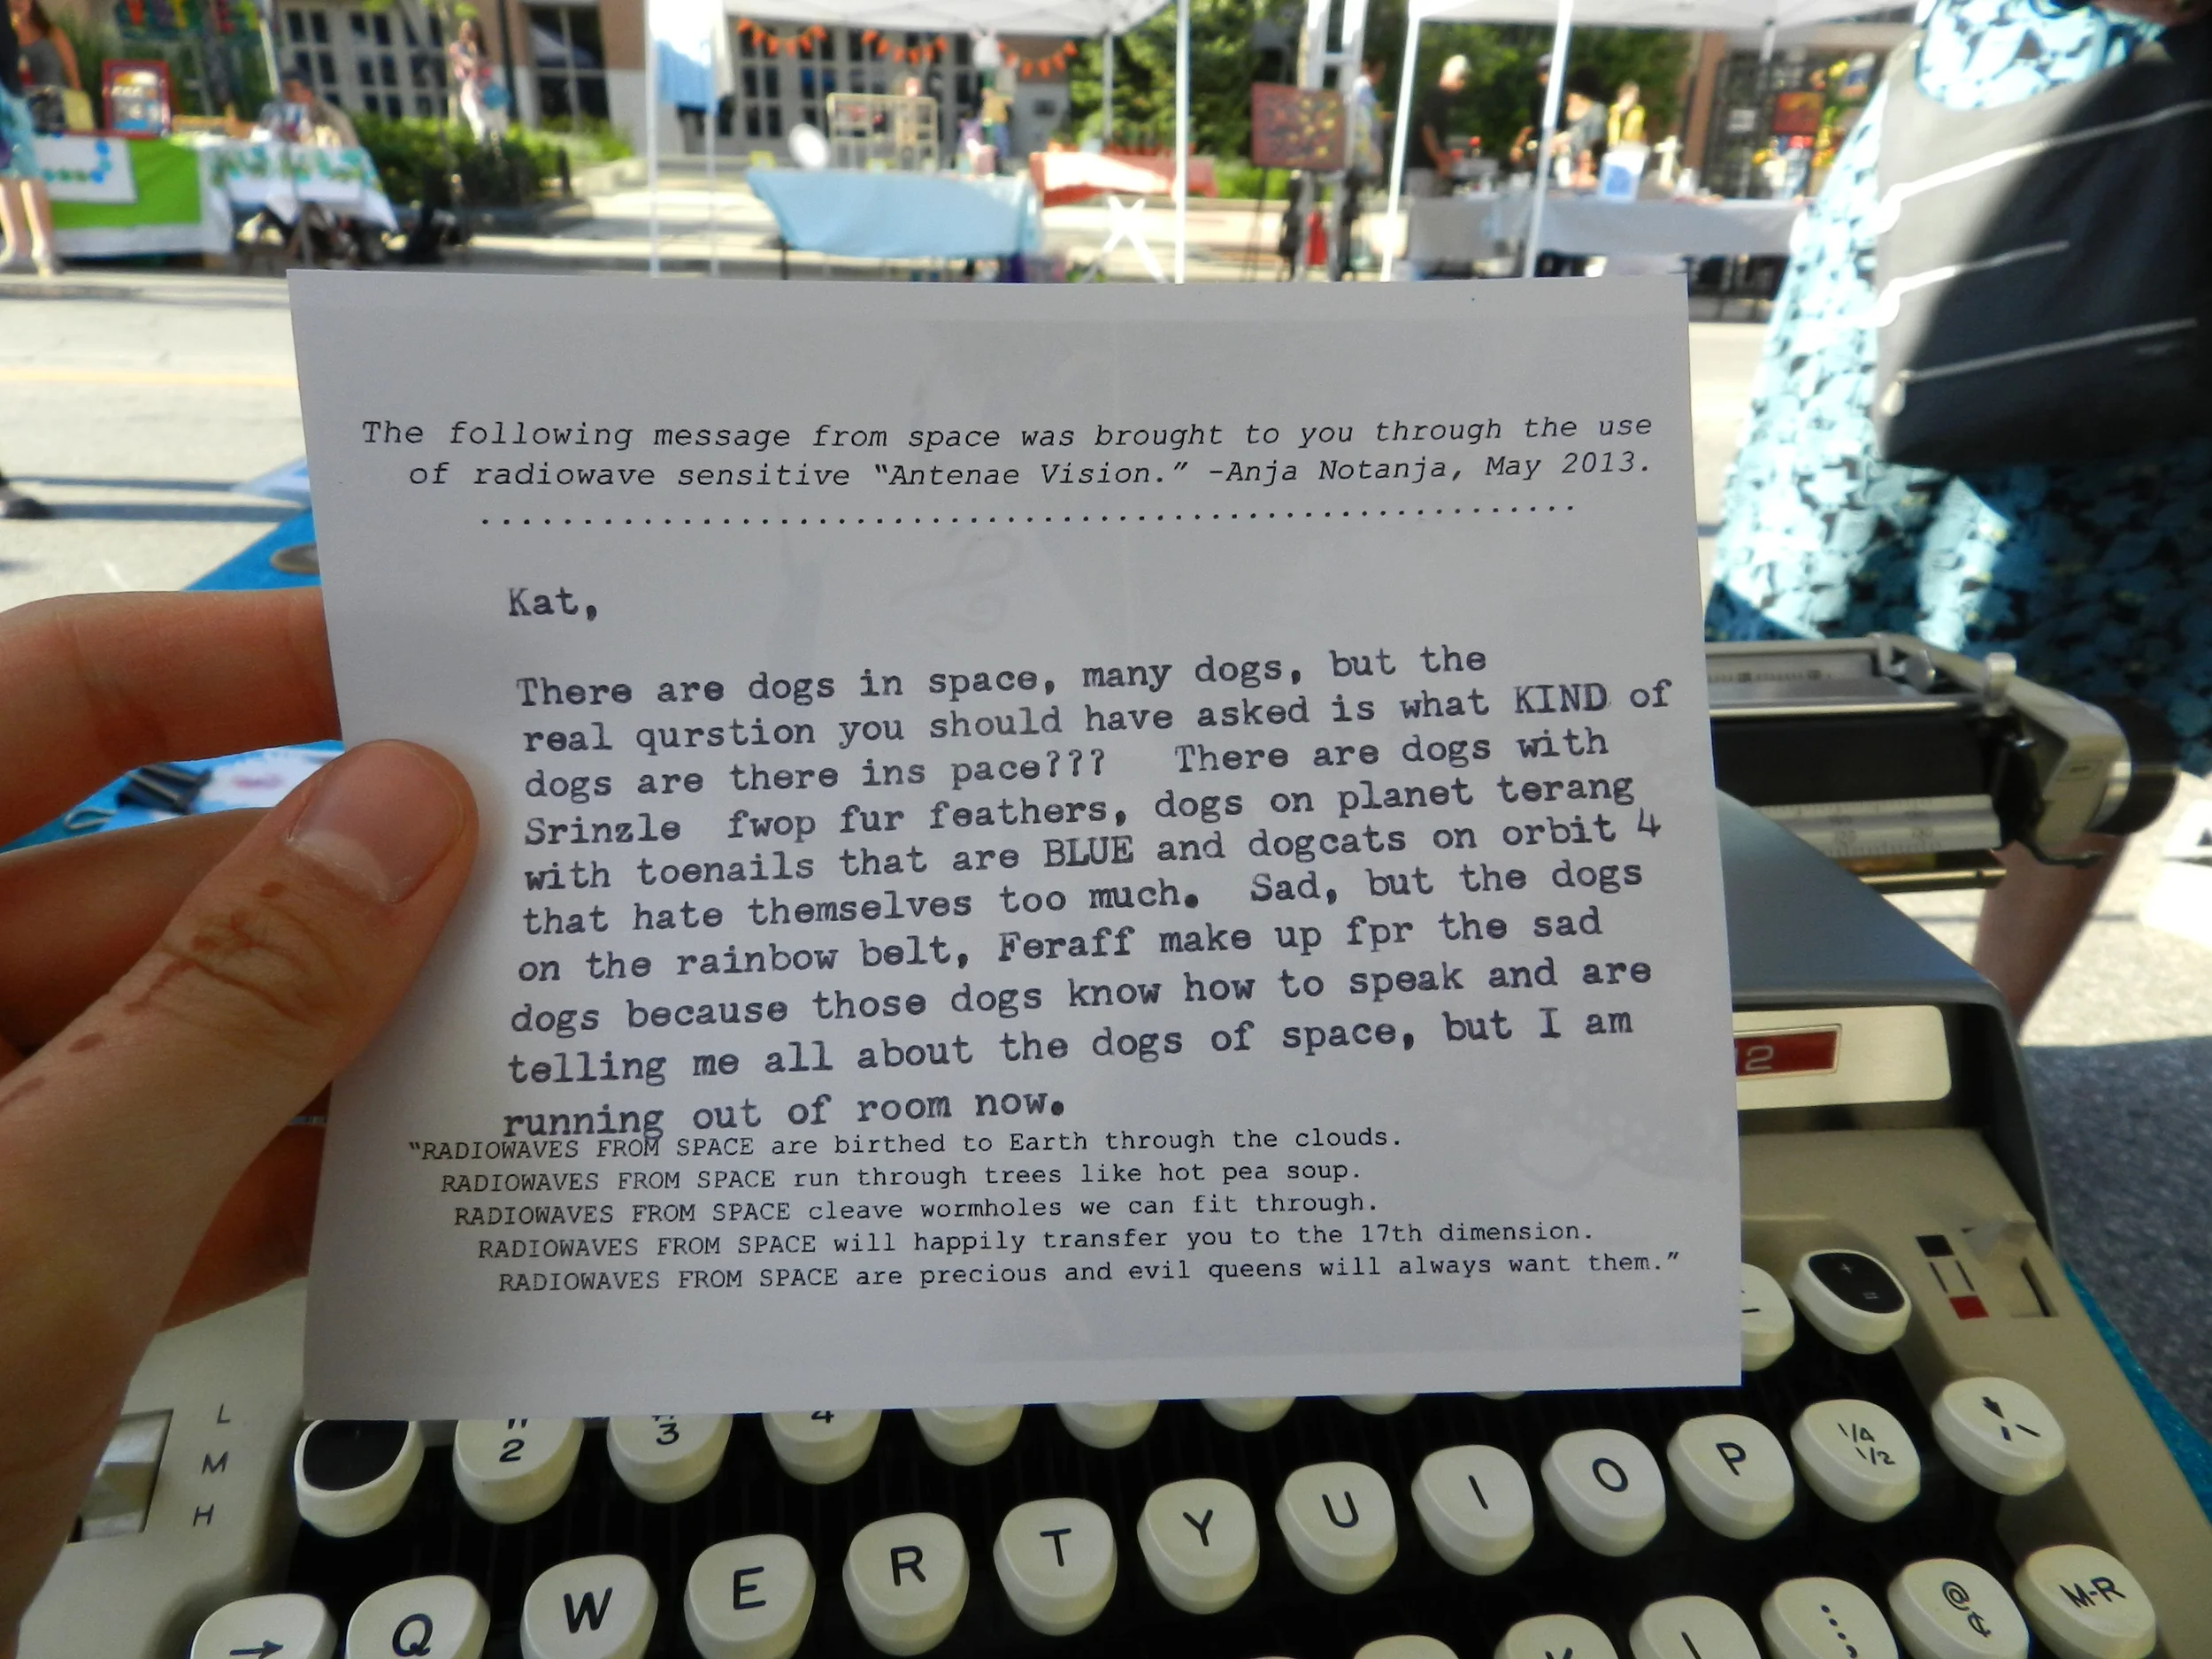 The following message from space was brought to you through the use
of radiowave sensitive “Antenae Vision.” -Anja Notanja, May 2013.
.......................................................
Kat,
There are dogs in space, many dogs, but the
real qurstion you should have asked is what KIND of
dogs are there ins pace???   There are dogs with
Srinzle  fwop fur feathers, dogs on planet terang
with toenails that are BLUE and dogcats on orbit 4
that hate themselves too much.  Sad, but the dogs
on the rainbow belt, Feraff make up fpr the sad
dogs because those dogs know how to speak and are
telling me all about the dogs of space, but I am
running out of room now.
“RADIOWAVES FROM SPACE are birthed to Earth through the clouds.
RADIOWAVES FROM SPACE run through trees like hot pea soup.
RADIOWAVES FROM SPACE cleave wormholes we can fit through.
RADIOWAVES FROM SPACE will happily transfer you to the 17th dimension.
RADIOWAVES FROM SPACE are precious and evil queens will always want them.”
12
+ =
L
M
H
" 2 # 3 4
Q W E R T Y U I O P 1/4 1/2
@ ¢ M-R